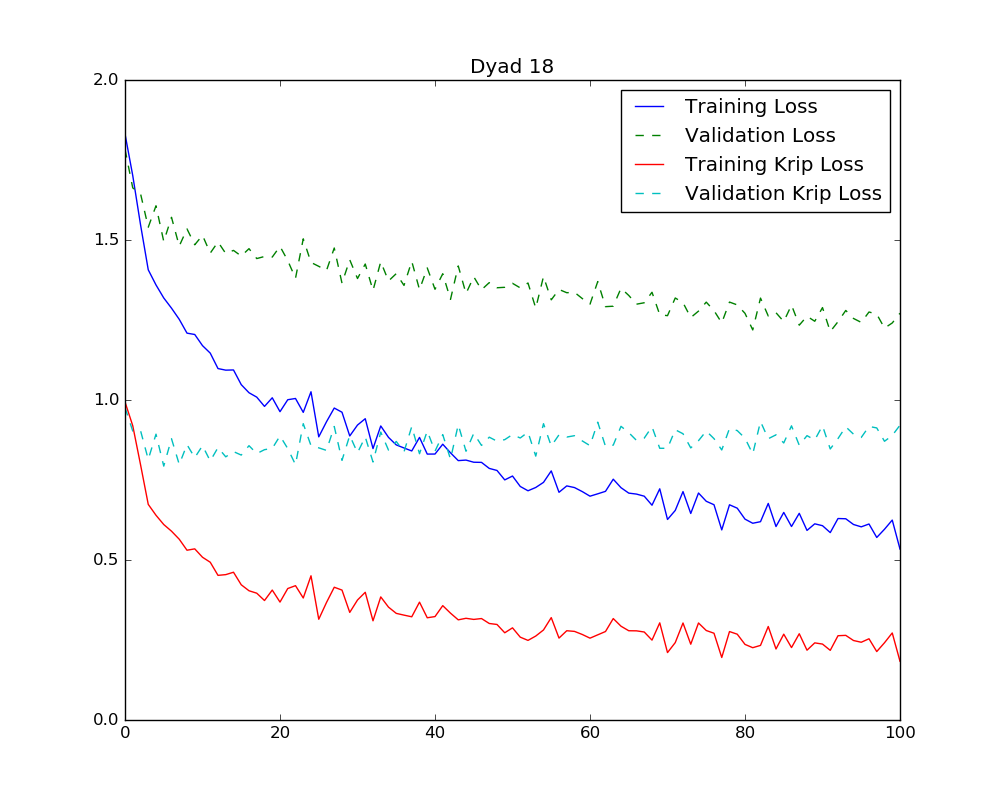 Dyad 18
2.0
1.5
1.0
0.5
0.0
Training Loss
Validation Loss
Training Krip Loss
Validation Krip Loss
0 20 40 60 80 100